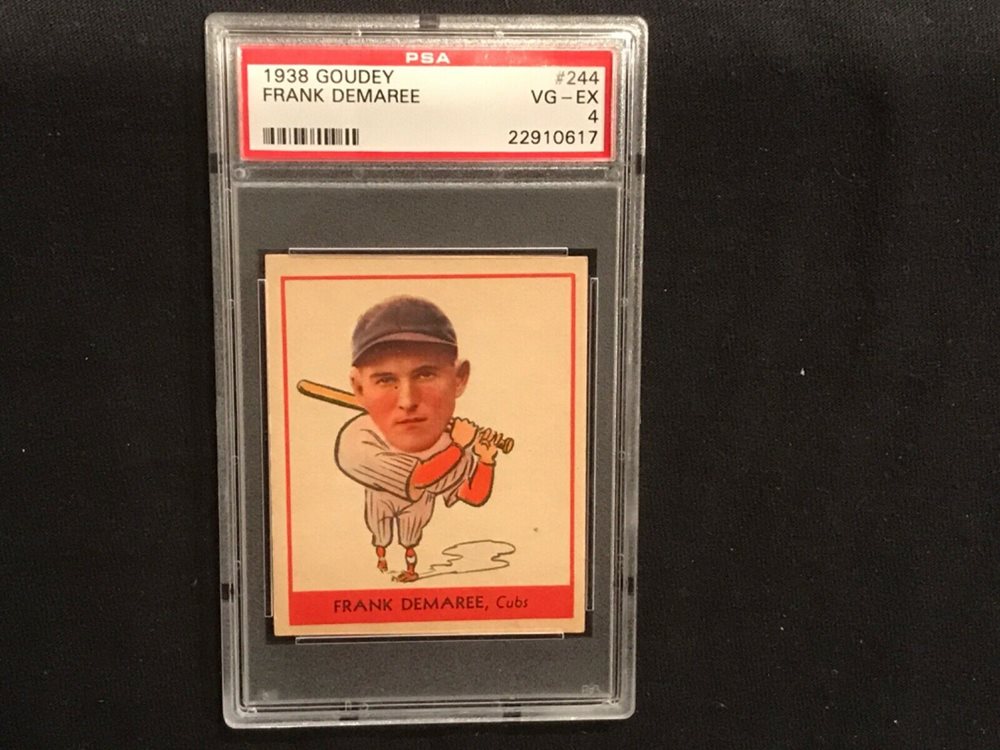 PSA
1938 GOUDEY #244
FRANK DEMAREE VG-EX
4
22910617
FRANK DEMAREE, Cubs